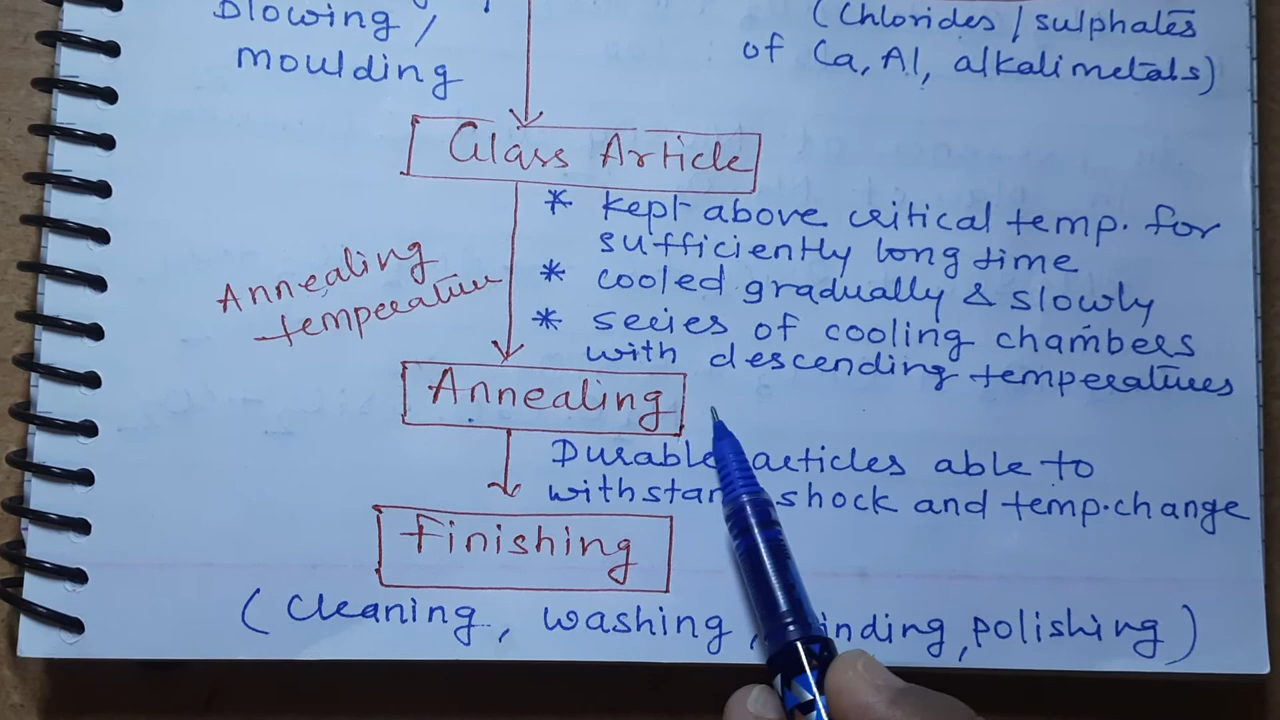 Blowing /
moulding
(Chlorides / sulphates
of Ca, Al, alkali metals)
Glass Article
Annealing
temperature
* kept above critical temp. for
sufficiently long time
* cooled gradually & slowly
* series of cooling chambers
with descending temperatures
Annealing
Durable articles able to
shock and temp. change
Finishing
(cleaning, washing, polishing)